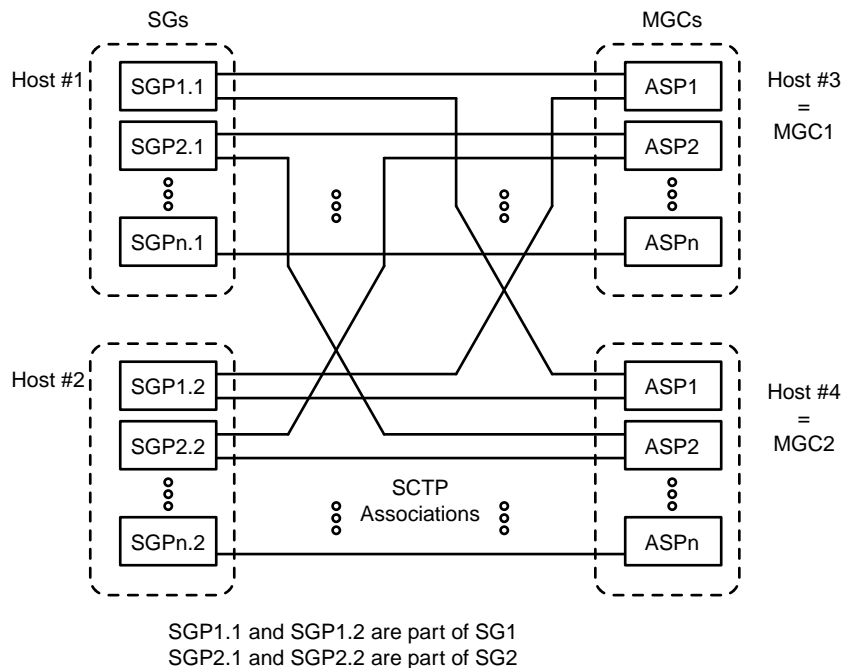 SGs
MGCs
Host #1
SGP1.1
SGP2.1
SGPn.1
ASP1
ASP2
ASPn
Host #3
=
MGC1
Host #2
SGP1.2
SGP2.2
SGPn.2
SCTP
Associations
ASP1
ASP2
ASPn
Host #4
=
MGC2
SGP1.1 and SGP1.2 are part of SG1
SGP2.1 and SGP2.2 are part of SG2